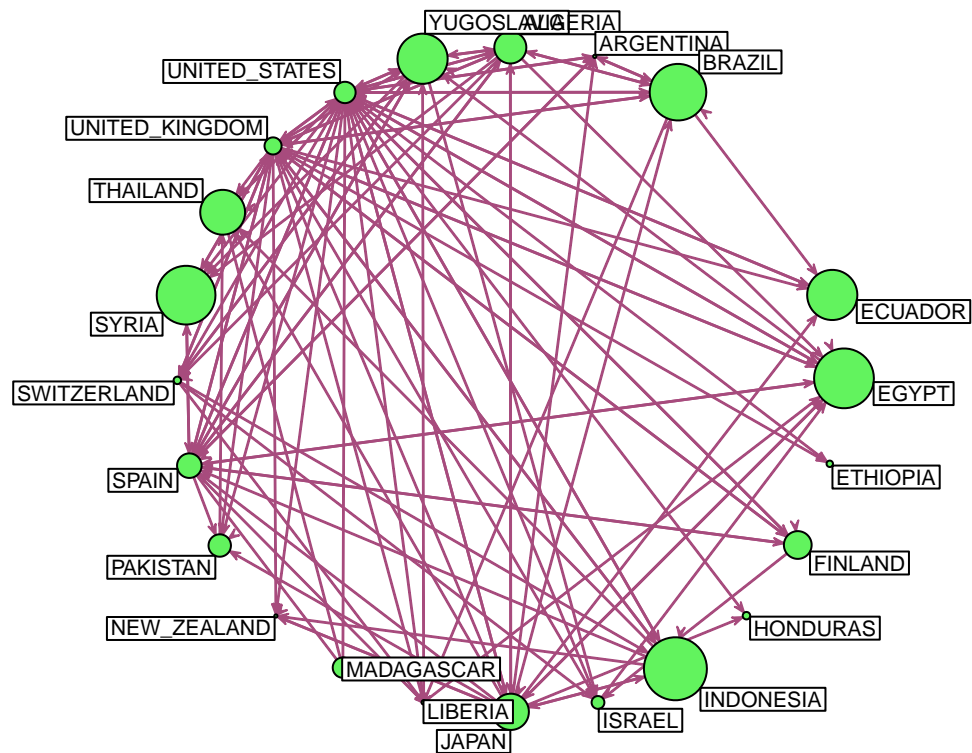 YUGOSLAVIA
ALGERIA
ARGENTINA
BRAZIL
UNITED_STATES
UNITED_KINGDOM
THAILAND
SYRIA
ECUADOR
EGYPT
SWITZERLAND
SPAIN
ETHIOPIA
PAKISTAN
FINLAND
NEW_ZEALAND
HONDURAS
MADAGASCAR
INDONESIA
LIBERIA
ISRAEL
JAPAN